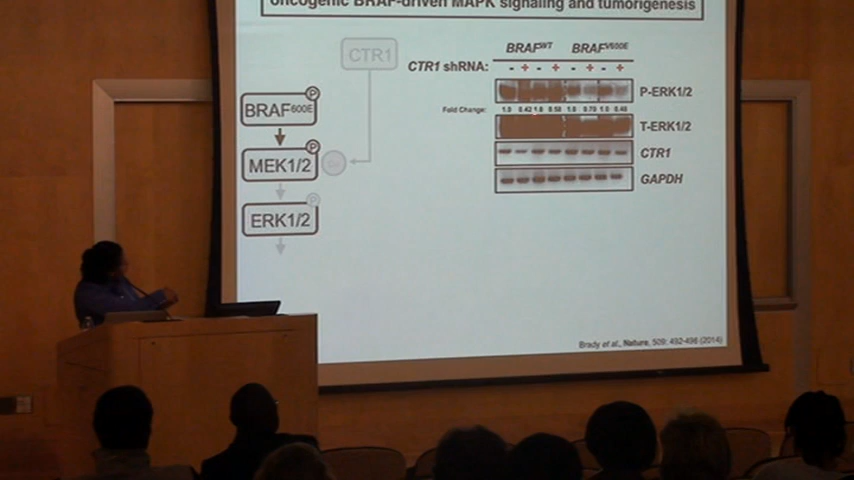 oncogenic BRAF-driven MAPK signaling and tumorigenesis
CTR1
BRAF600E
P
MEK1/2
P
ERK1/2
P
BRAFWT BRAFV600E
CTR1 shRNA: - + - + - + - +
P-ERK1/2
Fold Change: 1.0 0.42 1.0 0.58 1.0 0.70 1.0 0.48
T-ERK1/2
CTR1
GAPDH
Brady et al., Nature, 509: 492-496 (2014)